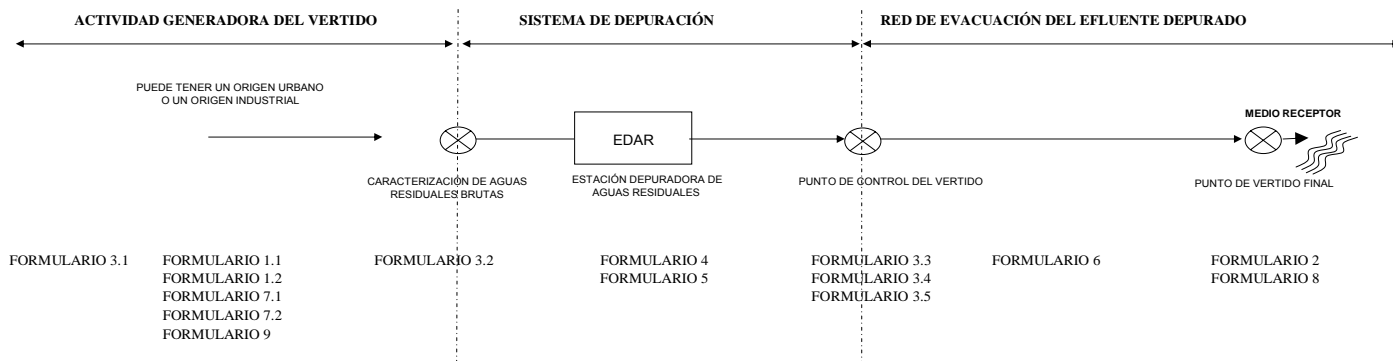 ACTIVIDAD GENERADORA DEL VERTIDO
SISTEMA DE DEPURACIÓN
RED DE EVACUACIÓN DEL EFLUENTE DEPURADO
PUEDE TENER UN ORIGEN URBANO
O UN ORIGEN INDUSTRIAL
CARACTERIZACIÓN DE AGUAS
RESIDUALES BRUTAS
EDAR
ESTACIÓN DEPURADORA DE
AGUAS RESIDUALES
PUNTO DE CONTROL DEL VERTIDO
MEDIO RECEPTOR
PUNTO DE VERTIDO FINAL
FORMULARIO 3.1
FORMULARIO 1.1
FORMULARIO 1.2
FORMULARIO 7.1
FORMULARIO 7.2
FORMULARIO 9
FORMULARIO 3.2
FORMULARIO 4
FORMULARIO 5
FORMULARIO 3.3
FORMULARIO 3.4
FORMULARIO 3.5
FORMULARIO 6
FORMULARIO 2
FORMULARIO 8